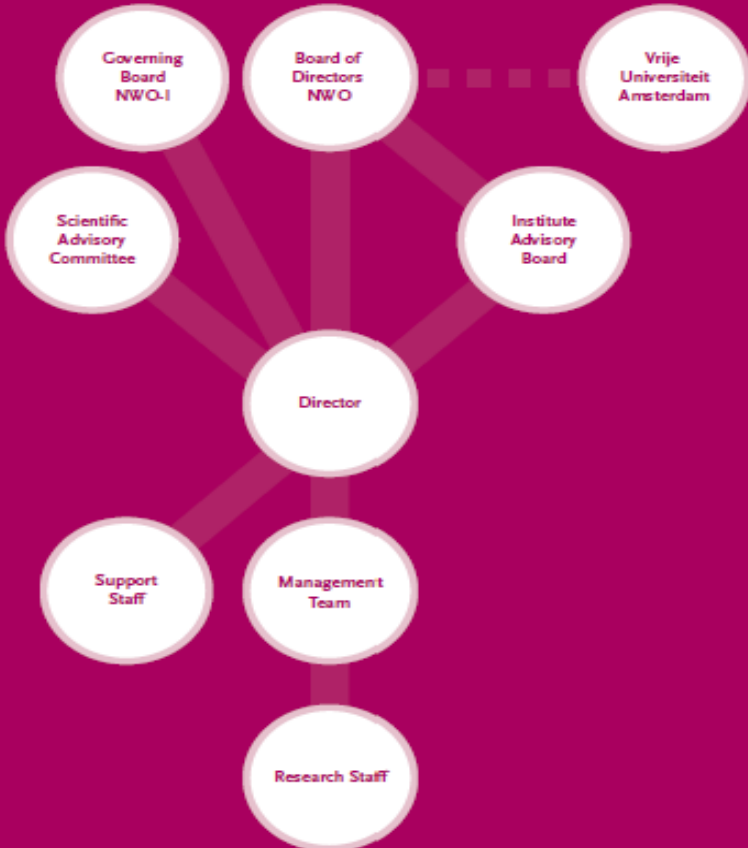 Governing
Board
NWO-I
Board of
Directors
NWO
Vrije
Universiteit
Amsterdam
Scientific
Advisory
Committee
Institute
Advisory
Board
Director
Support
Staff
Management
Team
Research Staff